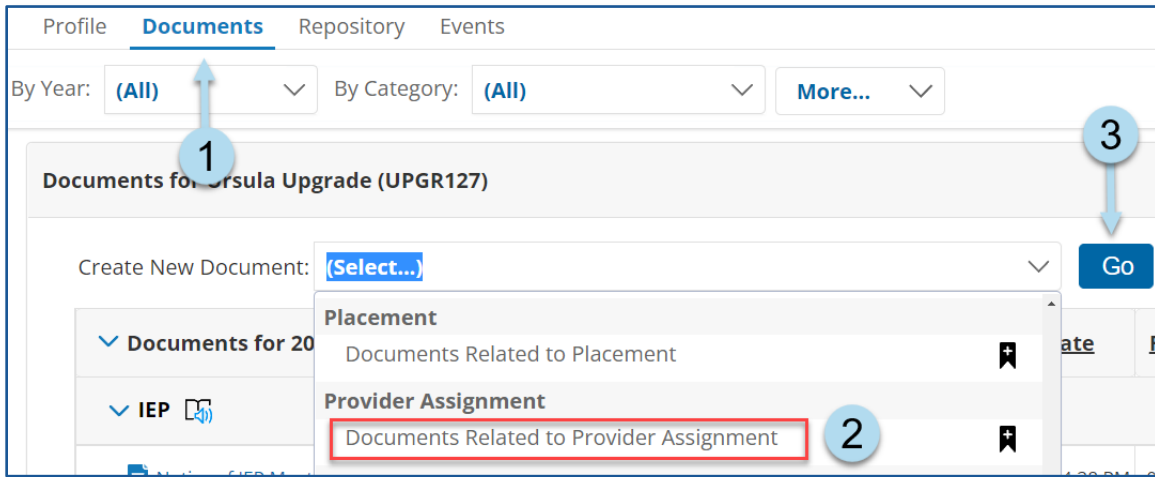 Profile Documents Repository Events
By Year: (All) By Category: (All) More...
1
3
Documents for Ursula Upgrade (UPGR127)
Create New Document: (Select...) Go
Placement
Documents for 20 ate
Documents Related to Placement
IEP
Provider Assignment
Documents Related to Provider Assignment 2